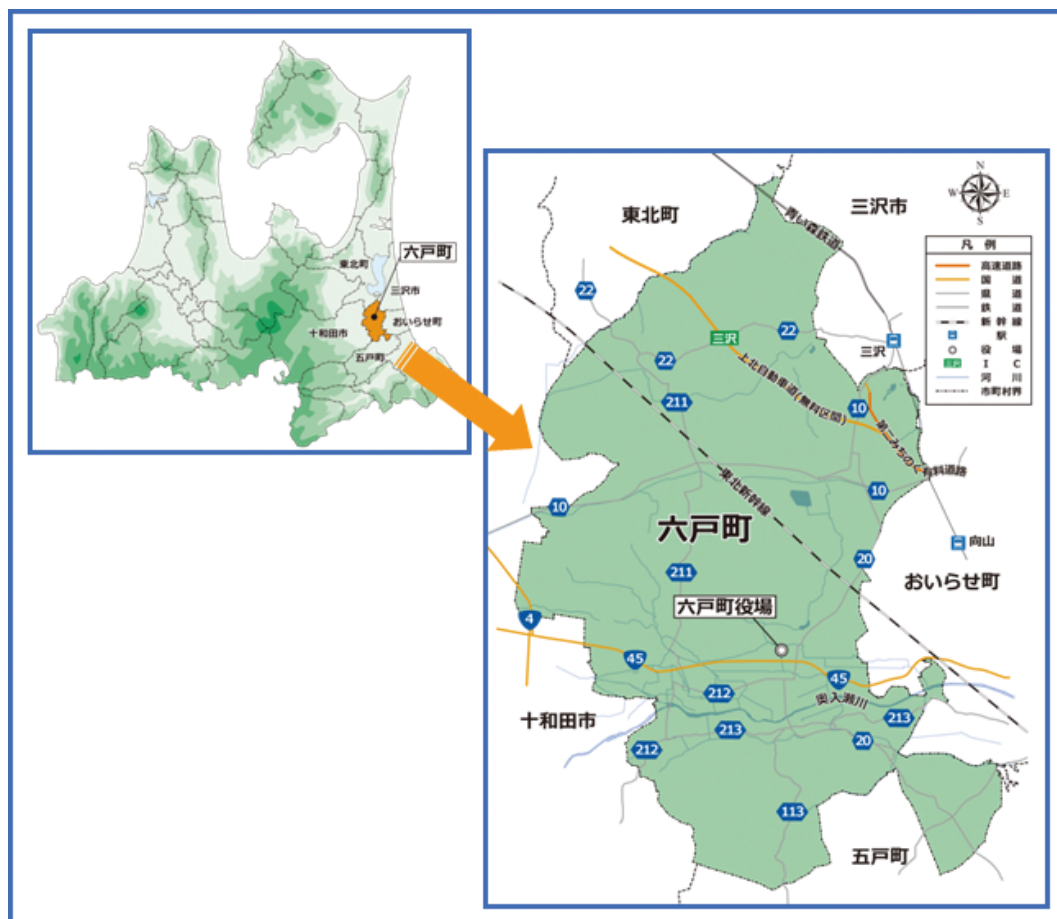 六戸町
東北町
三沢市
おいらせ町
十和田市
五戸町
N
W E
S
東北町
三沢市
青い森鉄道
凡 例
高速道路
国 道
県 道
鉄 道
新 幹 線
駅
役 場
三沢 I C
河 川
市町村界
22
22
三沢
三沢
22
上北自動車道(無料区間)
211
10
第二みちのく有料道路
東北新幹線
10
10
六戸町
向山
20
211
おいらせ町
六戸町役場
4
45
45
212
奥入瀬川
十和田市
213
213
212
20
113
五戸町